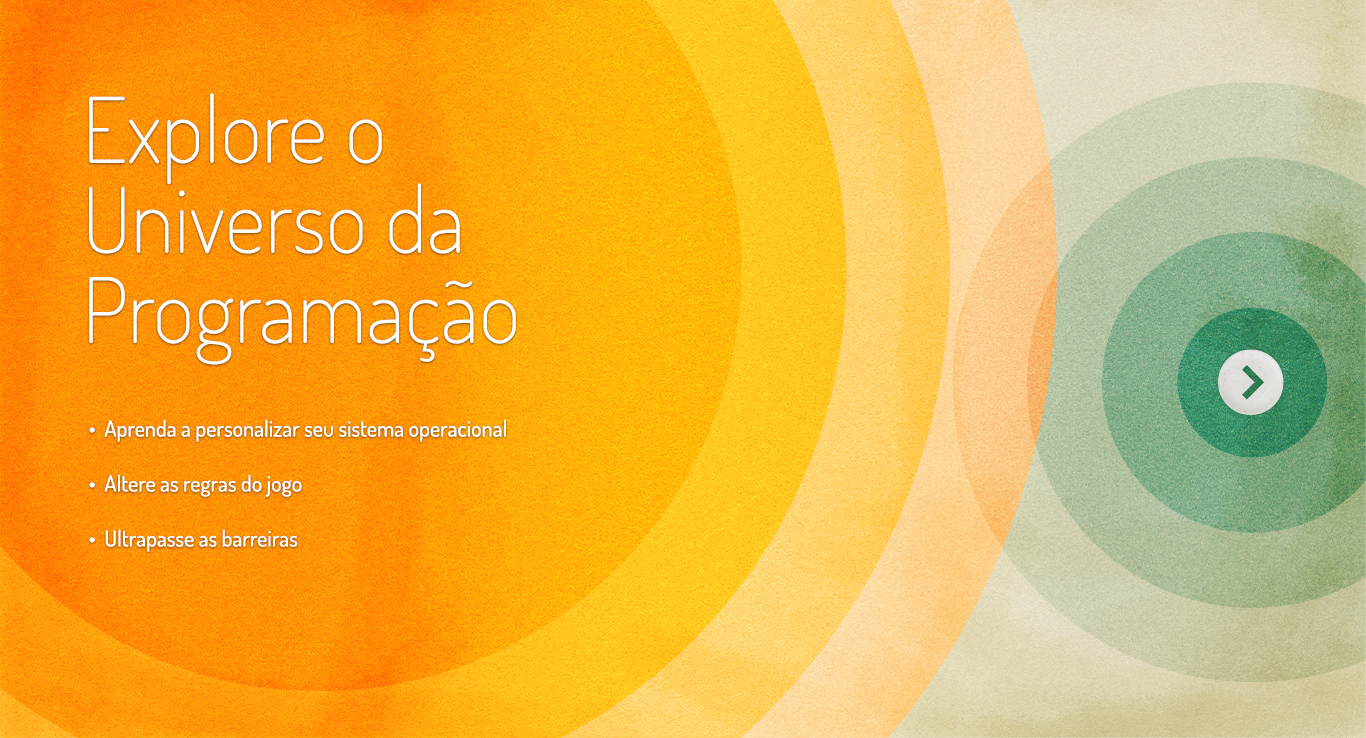 Explore o
Universo da
Programação
• Aprenda a personalizar seu sistema operacional
• Altere as regras do jogo
• Ultrapasse as barreiras